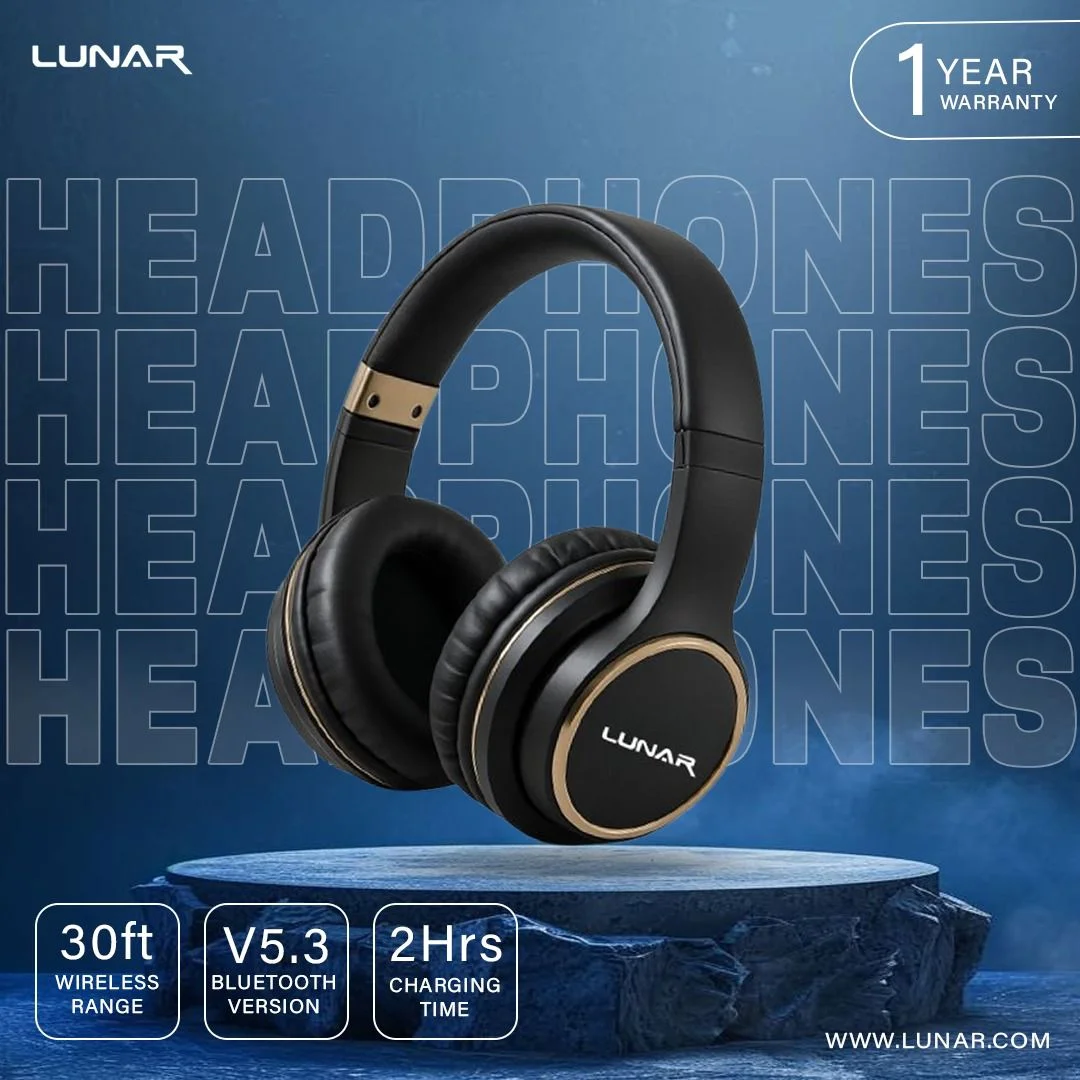 LUNAR
1 YEAR
WARRANTY
HEADPHONES
HEADPHONES
HEADPHONES
HEADPHONES
LUNAR
30ft
WIRELESS
RANGE
V5.3
BLUETOOTH
VERSION
2Hrs
CHARGING
TIME
WWW.LUNAR.COM